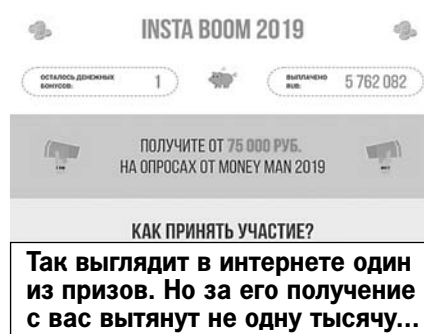 INSTA BOOM 2019
ОСТАЛОСЬ ДЕНЕЖНЫХ
БОНУСОВ:
1
ВЫПЛАЧЕНО
RUB:
5 762 082
ПОЛУЧИТЕ ОТ 75 000 РУБ.
НА ОПРОСАХ ОТ MONEY MAN 2019
КАК ПРИНЯТЬ УЧАСТИЕ?
Так выглядит в интернете один
из призов. Но за его получение
с вас вытянут не одну тысячу...